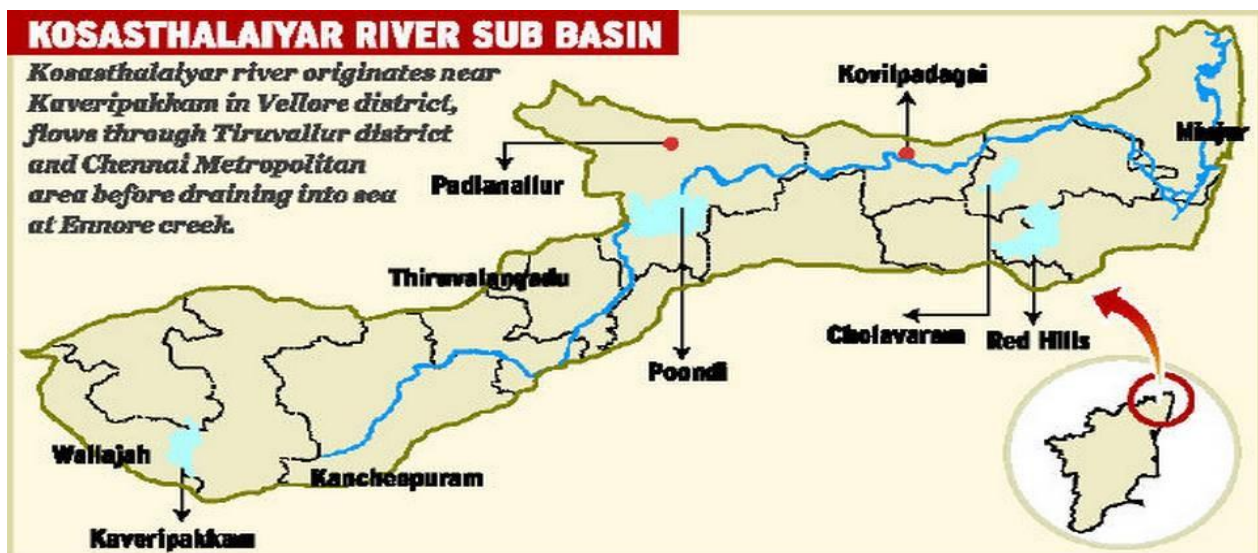 KOSASTHALAIYAR RIVER SUB BASIN
Kosasthalaiyar river originates near
Kaveripakkam in Vellore district,
flows through Tiruvallur district
and Chennai Metropolitan
area before draining into sea
at Ennore creek.
Kovilpadagai
Minjur
Padianallur
Thiruvalangadu
Cholavaram
Red Hills
Poondi
Wallajah
Kancheepuram
Kaveripakkam